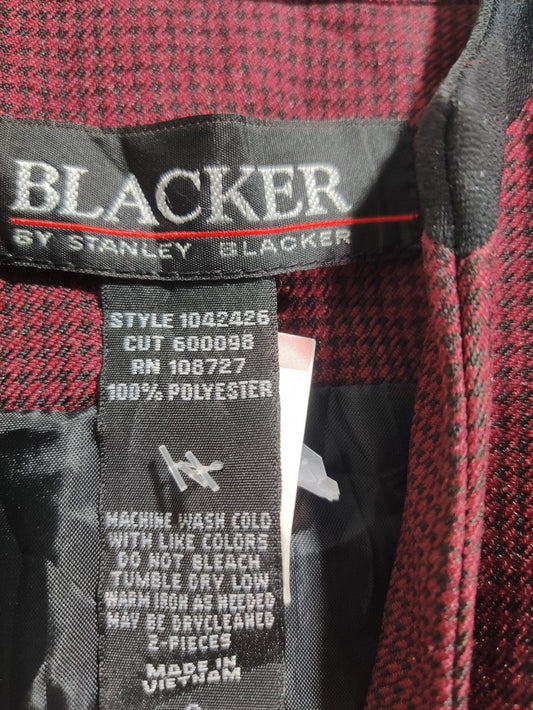 BLACKER
BY STANLEY BLACKER
STYLE 1042426
CUT 600098
RN 108727
100% POLYESTER
MACHINE WASH COLD
WITH LIKE COLORS
DO NOT BLEACH
TUMBLE DRY LOW
WARM IRON AS NEEDED
MAY BE DRYCLEANED
2-PIECES
MADE IN
VIETNAM